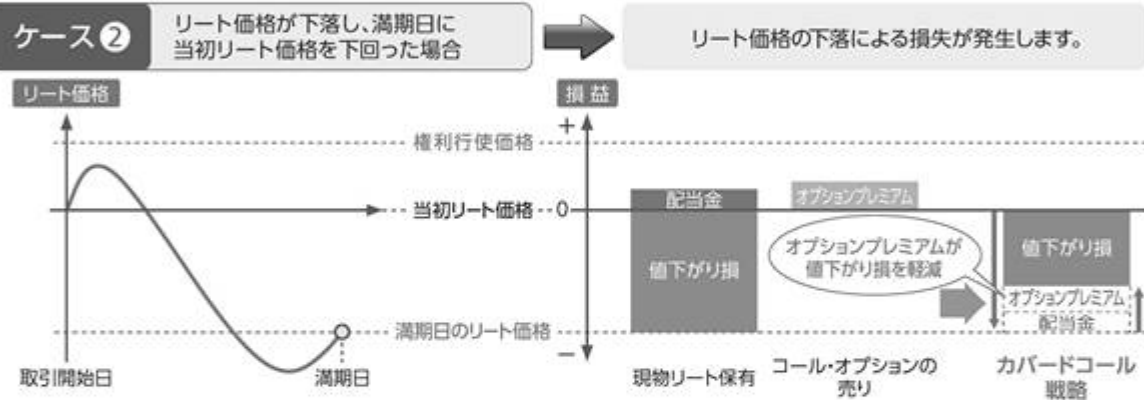 ケース❷
リート価格が下落し、満期日に
当初リート価格を下回った場合
リート価格の下落による損失が発生します。
リート価格
損益
+
権利行使価格
当初リート価格
0
満期日のリート価格
−
取引開始日
満期日
配当金
値下がり損
オプションプレミアム
オプションプレミアムが
値下がり損を軽減
値下がり損
オプションプレミアム
配当金
現物リート保有
コール・オプションの
売り
カバードコール
戦略